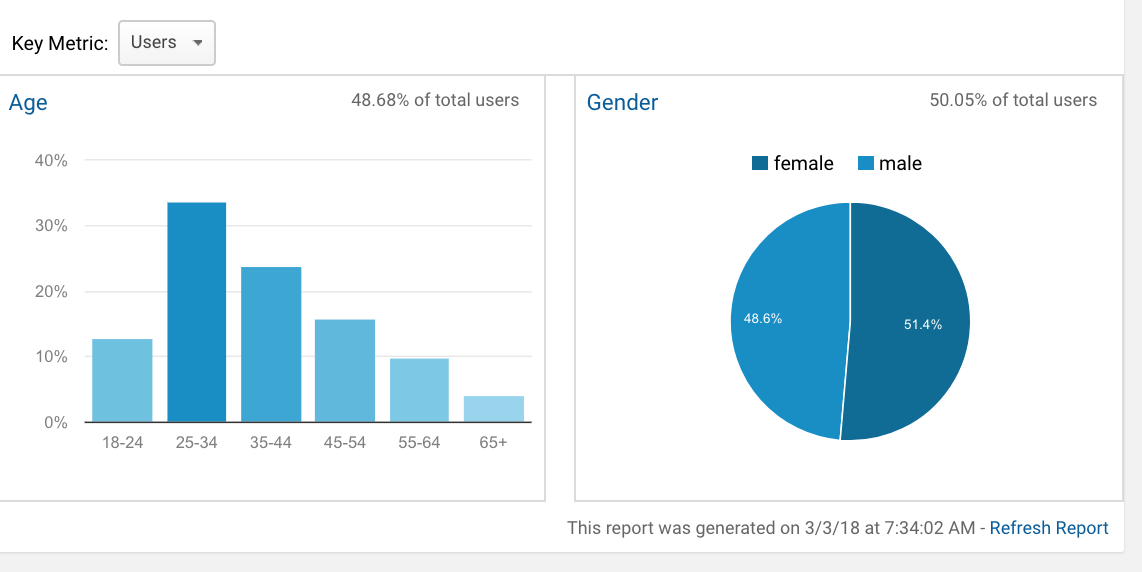 Key Metric: Users
Age 48.68% of total users
40%
30%
20%
10%
0%
18-24 25-34 35-44 45-54 55-64 65+
Gender 50.05% of total users
female male
48.6% 51.4%
This report was generated on 3/3/18 at 7:34:02 AM - Refresh Report